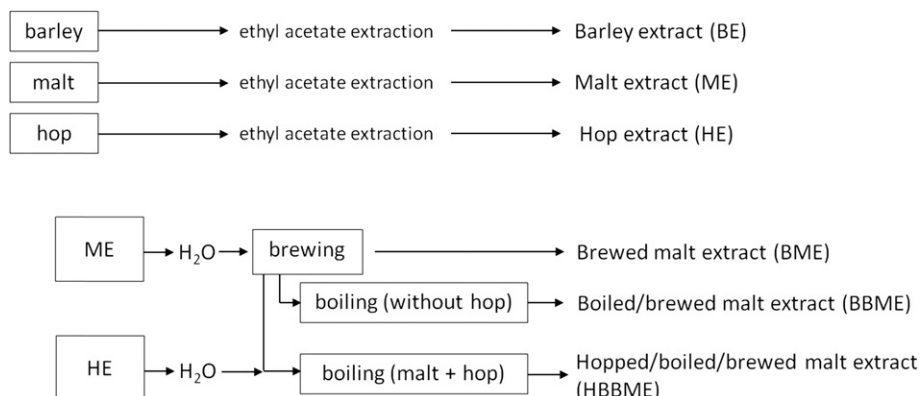 barley ethyl acetate extraction Barley extract (BE)
malt ethyl acetate extraction Malt extract (ME)
hop ethyl acetate extraction Hop extract (HE)
ME H₂O brewing Brewed malt extract (BME)
boiling (without hop) Boiled/brewed malt extract (BBME)
HE H₂O boiling (malt + hop) Hopped/boiled/brewed malt extract
(HBBME)